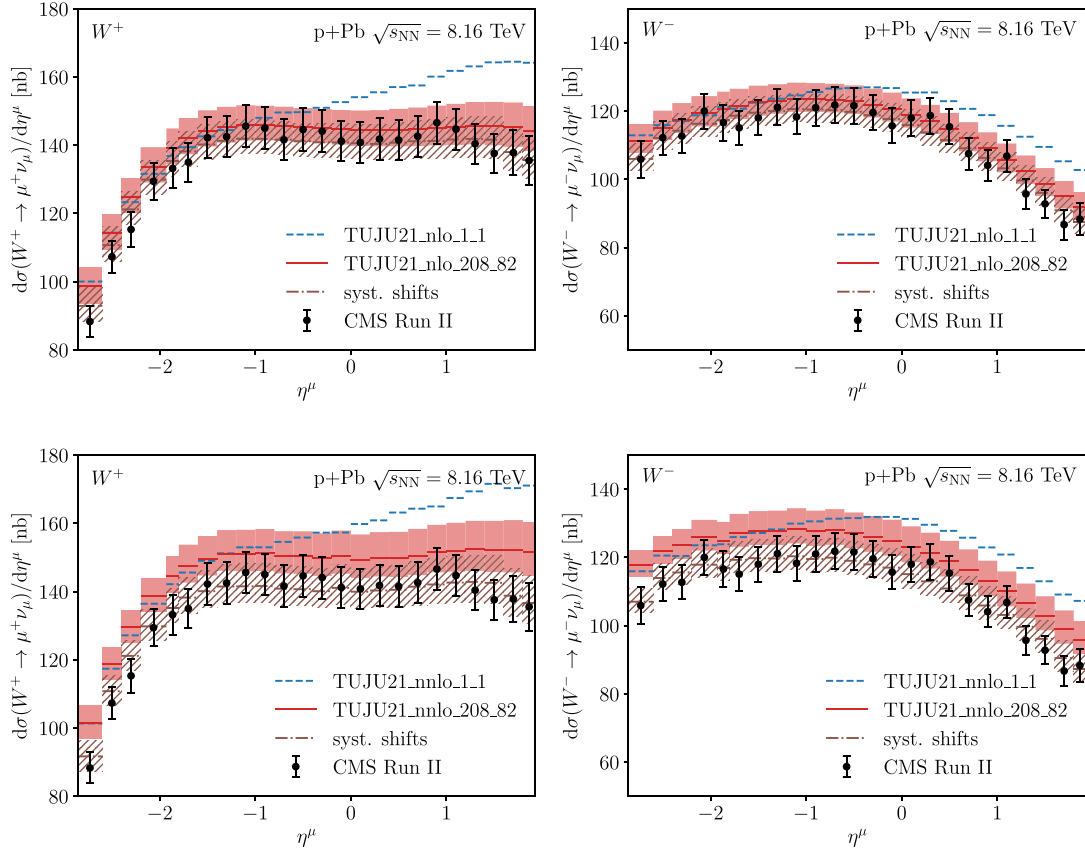 W⁺ p+Pb √s_NN = 8.16 TeV
dσ(W⁺ → μ⁺ν_μ)/dη^μ [nb]
180
160
140
120
100
80
TUJU21_nlo_1_1
TUJU21_nlo_208_82
syst. shifts
CMS Run II
−2 −1 0 1
η^μ
W⁻ p+Pb √s_NN = 8.16 TeV
dσ(W⁻ → μ⁻ν_μ)/dη^μ [nb]
140
120
100
80
60
TUJU21_nlo_1_1
TUJU21_nlo_208_82
syst. shifts
CMS Run II
−2 −1 0 1
η^μ
W⁺ p+Pb √s_NN = 8.16 TeV
dσ(W⁺ → μ⁺ν_μ)/dη^μ [nb]
180
160
140
120
100
80
TUJU21_nnlo_1_1
TUJU21_nnlo_208_82
syst. shifts
CMS Run II
−2 −1 0 1
η^μ
W⁻ p+Pb √s_NN = 8.16 TeV
dσ(W⁻ → μ⁻ν_μ)/dη^μ [nb]
140
120
100
80
60
TUJU21_nnlo_1_1
TUJU21_nnlo_208_82
syst. shifts
CMS Run II
−2 −1 0 1
η^μ